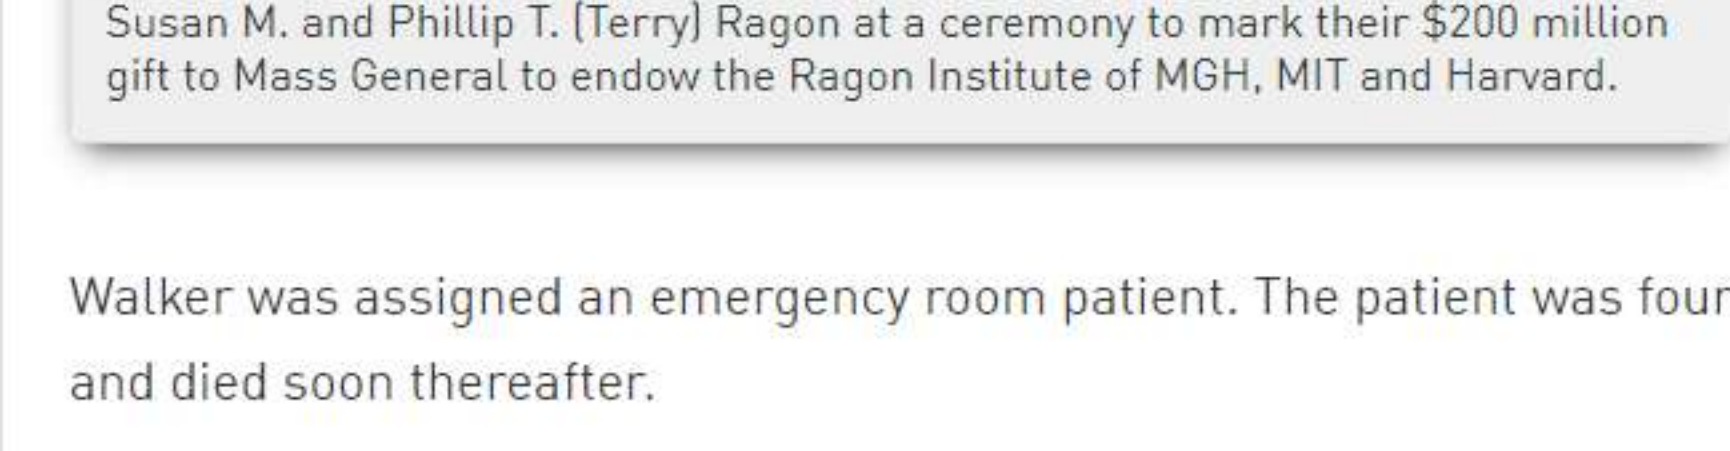 Susan M. and Phillip T. (Terry) Ragon at a ceremony to mark their $200 million
gift to Mass General to endow the Ragon Institute of MGH, MIT and Harvard.
Walker was assigned an emergency room patient. The patient was
and died soon thereafter.